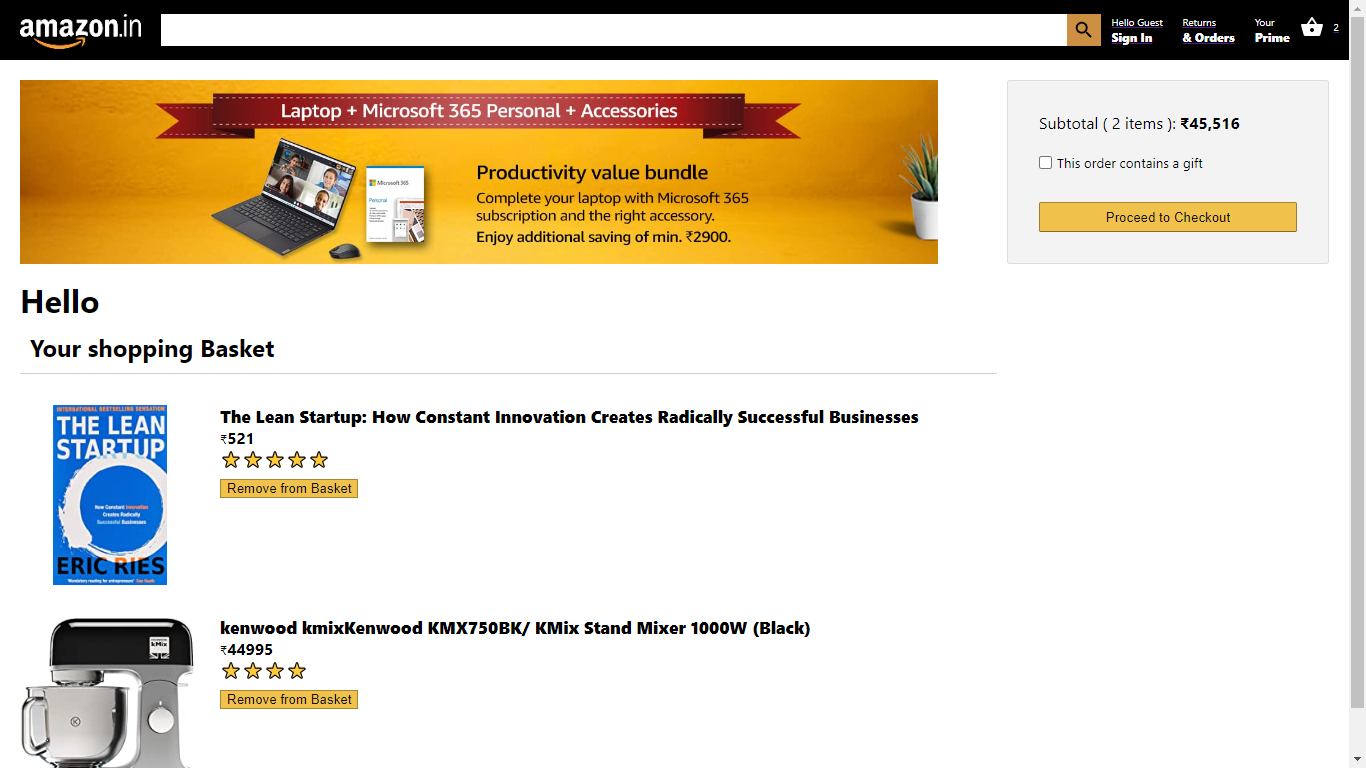 amazon.in
Hello Guest
Sign In
Returns
& Orders
Your
Prime
2
Laptop + Microsoft 365 Personal + Accessories
Microsoft 365
Personal
Productivity value bundle
Complete your laptop with Microsoft 365
subscription and the right accessory.
Enjoy additional saving of min. ₹2900.
Subtotal ( 2 items ): ₹45,516
This order contains a gift
Proceed to Checkout
Hello
Your shopping Basket
INTERNATIONAL BESTSELLING SENSATION
THE LEAN
STARTUP
How Constant Innovation
Creates Radically
Successful Businesses
ERIC RIES
The Lean Startup: How Constant Innovation Creates Radically Successful Businesses
₹521
Remove from Basket
kMix
K
kenwood kmixKenwood KMX750BK/ KMix Stand Mixer 1000W (Black)
₹44995
Remove from Basket